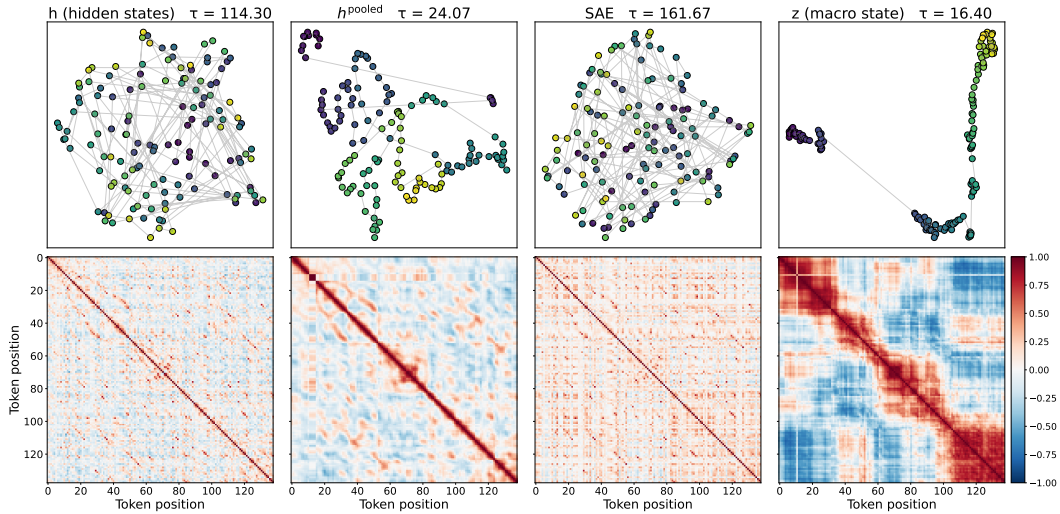 h (hidden states) τ = 114.30
h^pooled τ = 24.07
SAE τ = 161.67
z (macro state) τ = 16.40
Token position
0
20
40
60
80
100
120
0 20 40 60 80 100 120
Token position
0 20 40 60 80 100 120
Token position
0 20 40 60 80 100 120
Token position
0 20 40 60 80 100 120
Token position
1.00
0.75
0.50
0.25
0.00
−0.25
−0.50
−0.75
−1.00